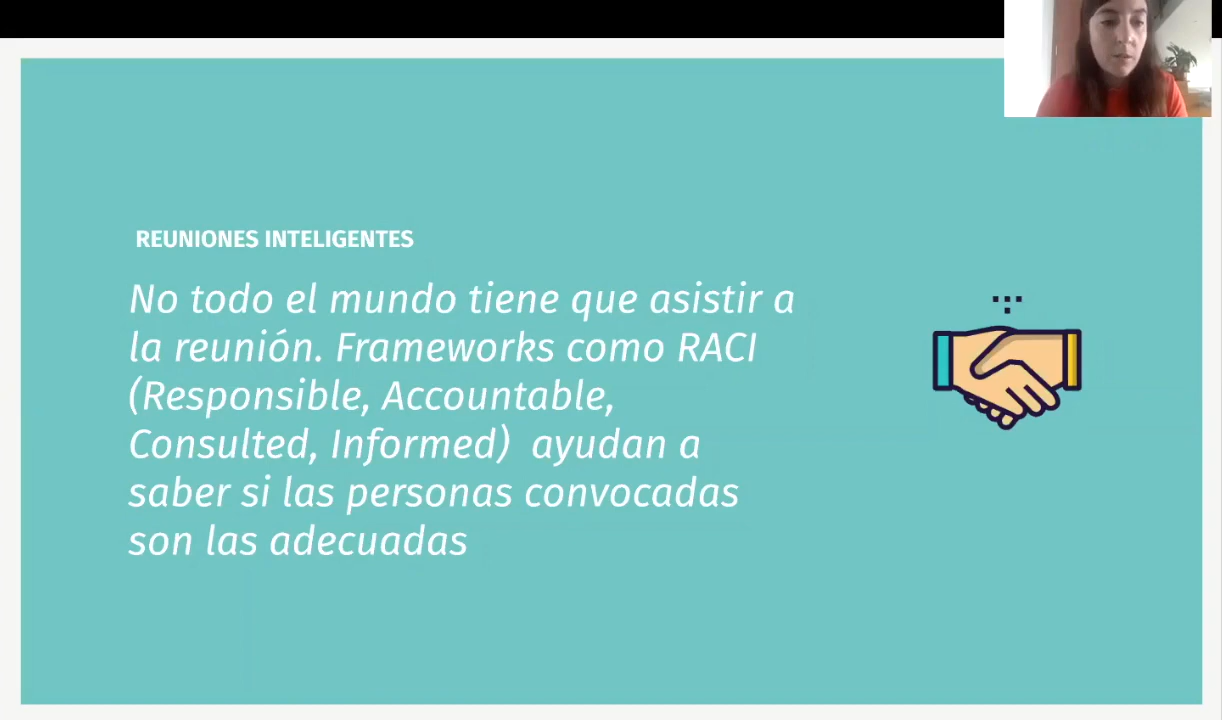 REUNIONES INTELIGENTES
No todo el mundo tiene que asistir a
la reunión. Frameworks como RACI
(Responsible, Accountable,
Consulted, Informed)  ayudan a
saber si las personas convocadas
son las adecuadas